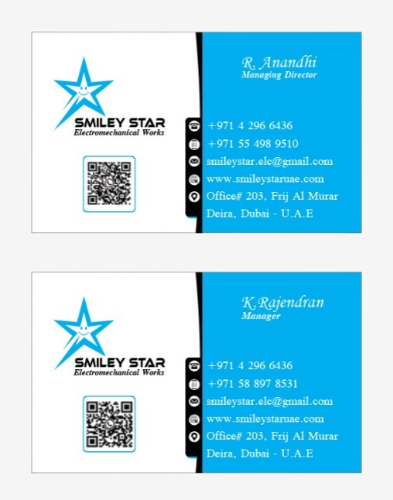 R. Anandhi
Managing Director
SMILEY STAR
Electromechanical Works
+971 4 296 6436
+971 55 498 9510
smileystar.elc@gmail.com
www.smileystaruae.com
Office# 203, Frij Al Murar
Deira, Dubai - U.A.E
K.Rajendran
Manager
SMILEY STAR
Electromechanical Works
+971 4 296 6436
+971 58 897 8531
smileystar.elc@gmail.com
www.smileystaruae.com
Office# 203, Frij Al Murar
Deira, Dubai - U.A.E